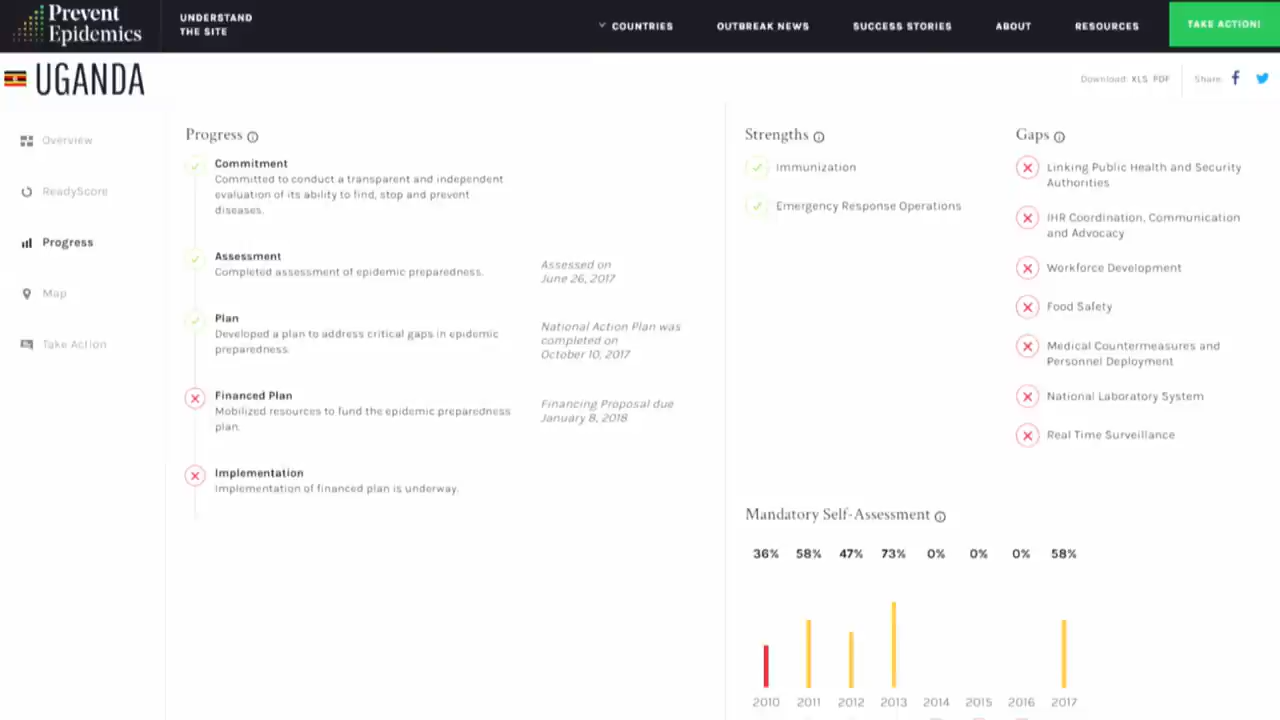 Prevent
Epidemics
UNDERSTAND
THE SITE
COUNTRIES
OUTBREAK NEWS
SUCCESS STORIES
ABOUT
RESOURCES
TAKE ACTION!
UGANDA
Download: XLS PDF
Share:
Overview
ReadyScore
Progress
Map
Take Action
Progress
Commitment
Committed to conduct a transparent and independent
evaluation of its ability to find, stop and prevent
diseases.
Assessment
Completed assessment of epidemic preparedness.
Assessed on
June 26, 2017
Plan
Developed a plan to address critical gaps in epidemic
preparedness.
National Action Plan was
completed on
October 10, 2017
Financed Plan
Mobilized resources to fund the epidemic preparedness
plan.
Financing Proposal due
January 8, 2018
Implementation
Implementation of financed plan is underway.
Strengths
Immunization
Emergency Response Operations
Gaps
Linking Public Health and Security
Authorities
IHR Coordination, Communication
and Advocacy
Workforce Development
Food Safety
Medical Countermeasures and
Personnel Deployment
National Laboratory System
Real Time Surveillance
Mandatory Self-Assessment
36% 58% 47% 73% 0% 0% 0% 58%
2010 2011 2012 2013 2014 2015 2016 2017